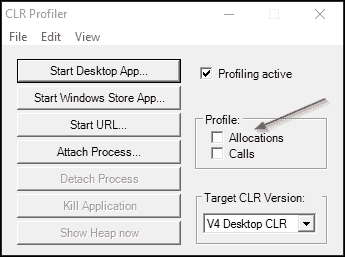 CLR Profiler
File Edit View
Start Desktop App...
Start Windows Store App...
Start URL...
Attach Process...
Detach Process
Kill Application
Show Heap now
Profiling active
Profile:
Allocations
Calls
Target CLR Version:
V4 Desktop CLR